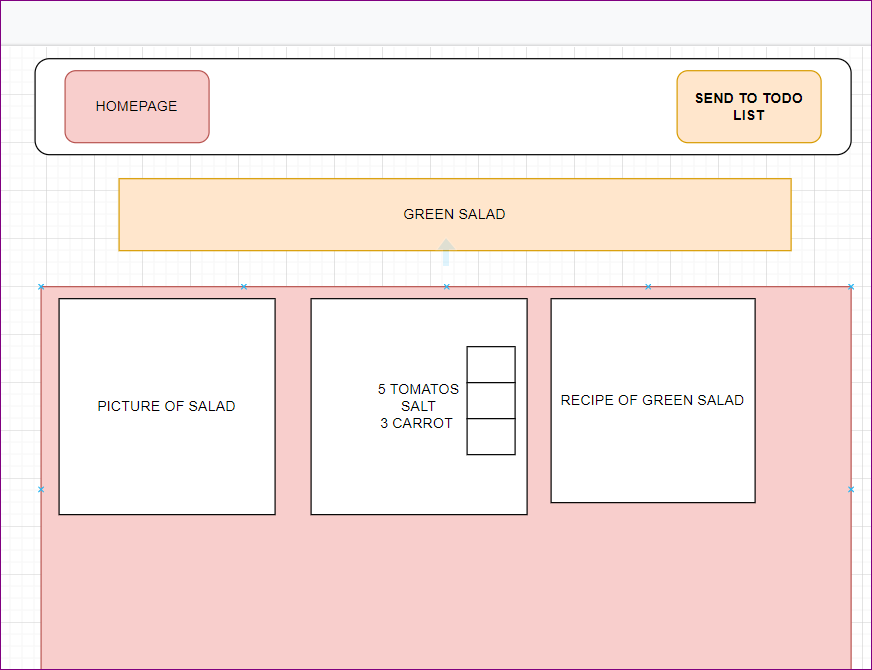 HOMEPAGE
SEND TO TODO
LIST
GREEN SALAD
PICTURE OF SALAD
5 TOMATOS
SALT
3 CARROT
RECIPE OF GREEN SALAD